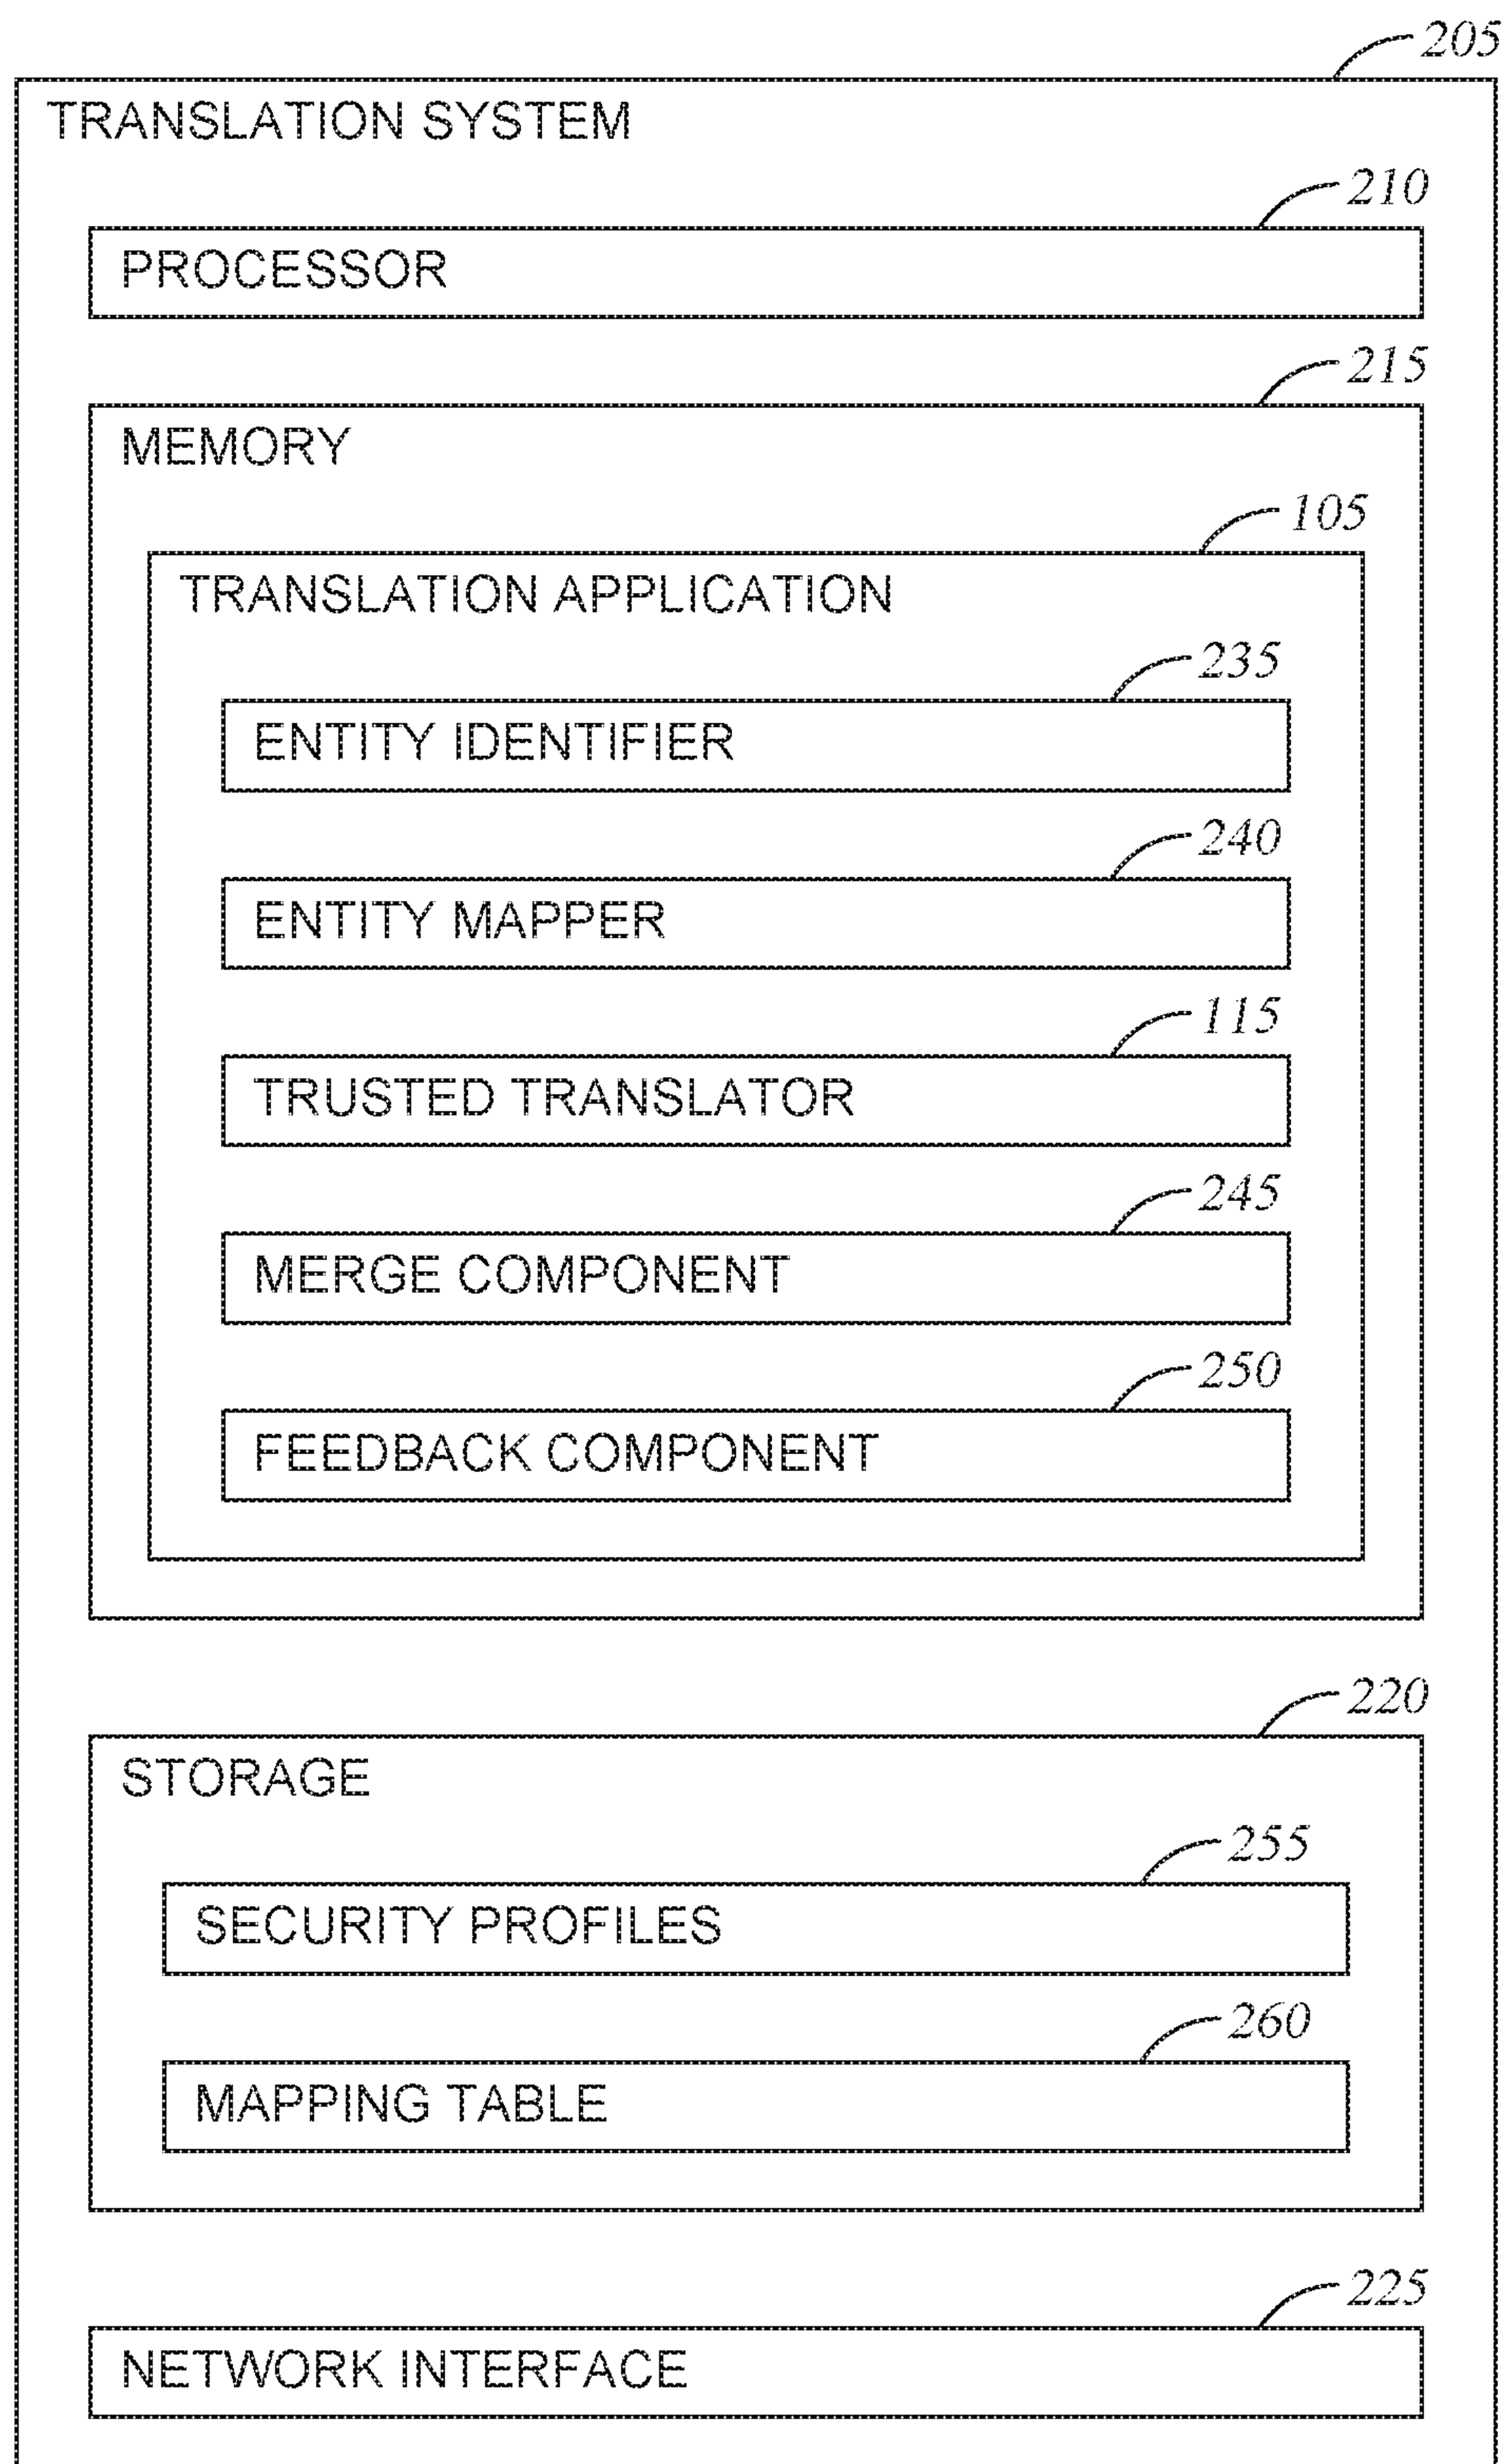 205
TRANSLATION SYSTEM
210
PROCESSOR
215
MEMORY
105
TRANSLATION APPLICATION
235
ENTITY IDENTIFIER
240
ENTITY MAPPER
115
TRUSTED TRANSLATOR
245
MERGE COMPONENT
250
FEEDBACK COMPONENT
220
STORAGE
255
SECURITY PROFILES
260
MAPPING TABLE
225
NETWORK INTERFACE